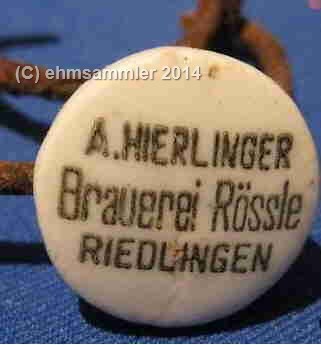 (C) ehmsammler 2014
A.HIERLINGER
Brauerei Rössle
RIEDLINGEN